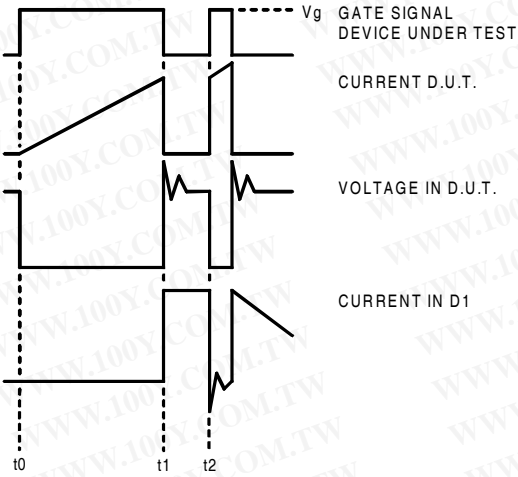 Vg GATE SIGNAL
DEVICE UNDER TEST
CURRENT D.U.T.
VOLTAGE IN D.U.T.
CURRENT IN D1
t0 t1 t2
WWW.100Y.COM.TW